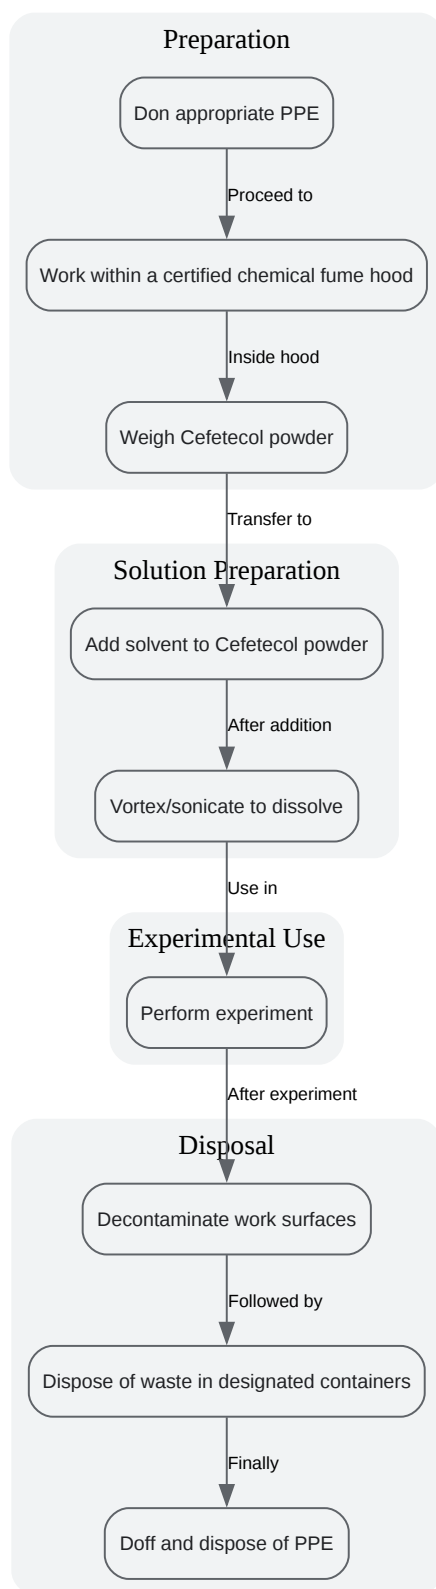 Preparation
Don appropriate PPE
Proceed to
Work within a certified chemical fume hood
Inside hood
Weigh Cefetecol powder
Transfer to
Solution Preparation
Add solvent to Cefetecol powder
After addition
Vortex/sonicate to dissolve
Use in
Experimental Use
Perform experiment
After experiment
Disposal
Decontaminate work surfaces
Followed by
Dispose of waste in designated containers
Finally
Doff and dispose of PPE